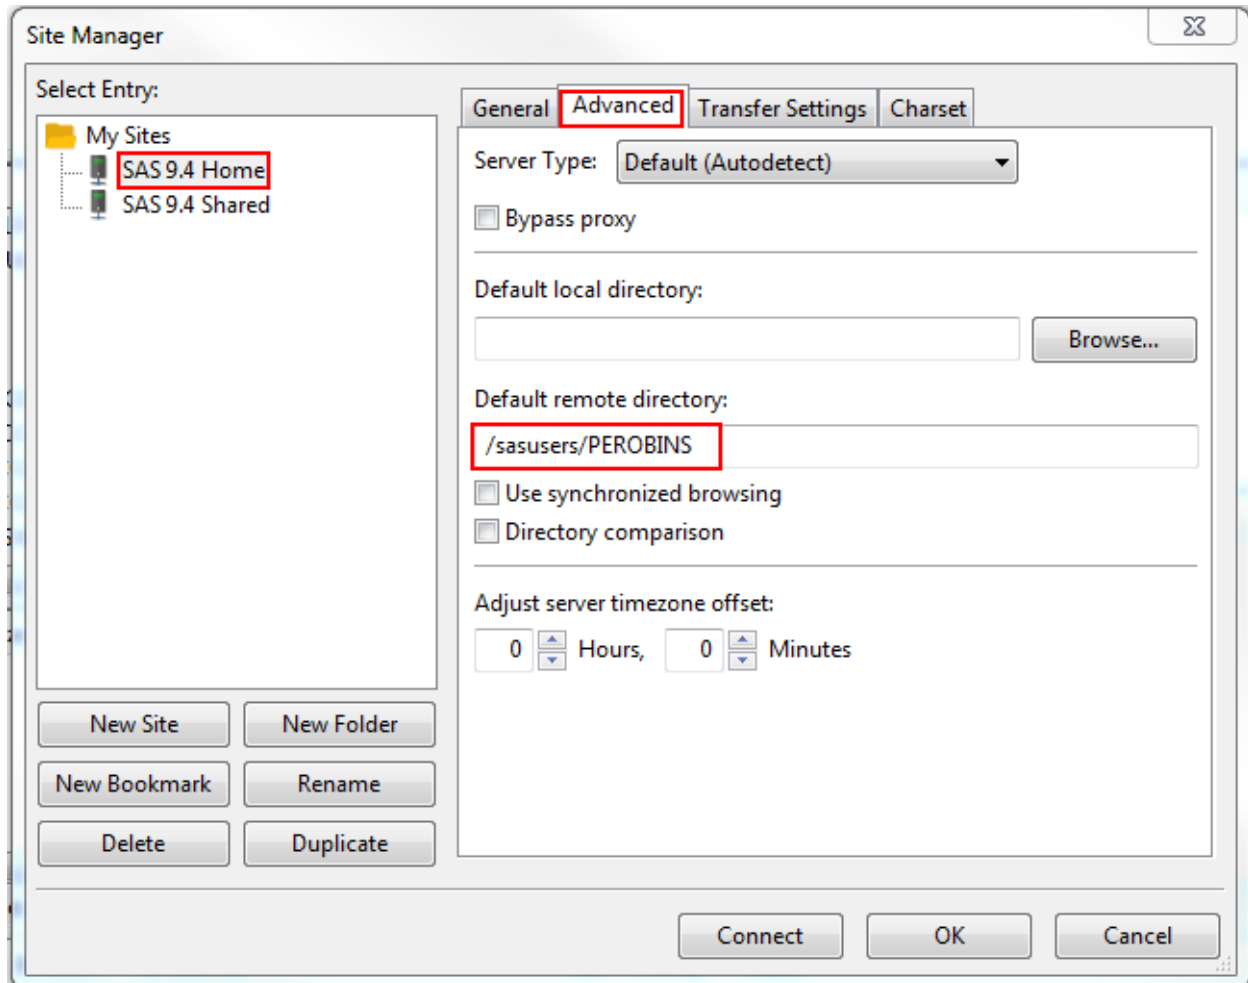 Site Manager
Select Entry:
My Sites
SAS 9.4 Home
SAS 9.4 Shared
New Site
New Folder
New Bookmark
Rename
Delete
Duplicate
General
Advanced
Transfer Settings
Charset
Server Type:
Default (Autodetect)
Bypass proxy
Default local directory:
Browse...
Default remote directory:
/sasusers/PEROBINS
Use synchronized browsing
Directory comparison
Adjust server timezone offset:
0 Hours, 0 Minutes
Connect
OK
Cancel